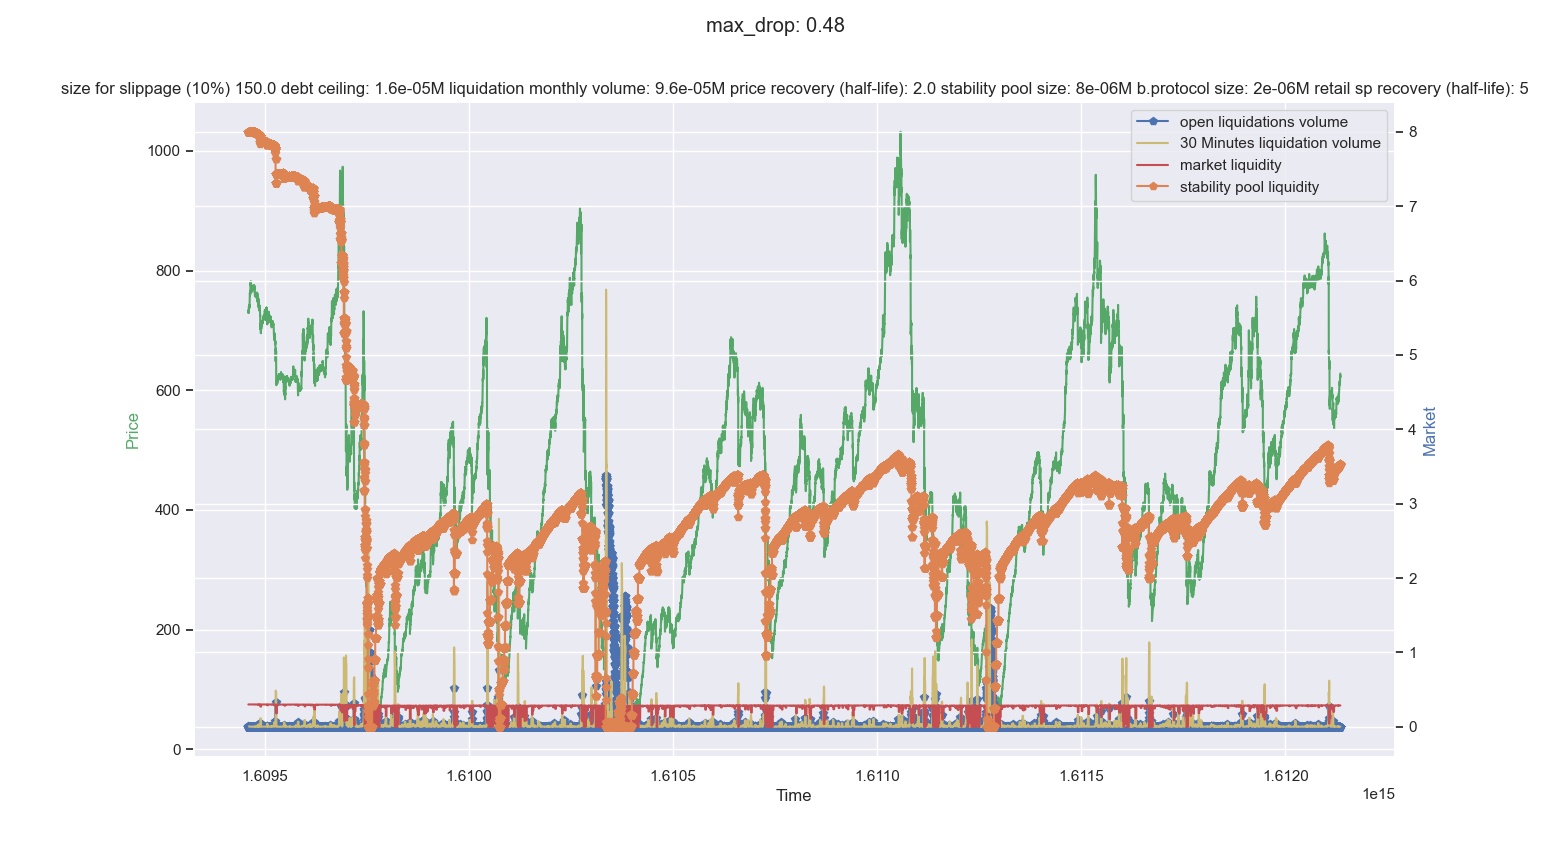 max_drop: 0.48
size for slippage (10%) 150.0 debt ceiling: 1.6e-05M liquidation monthly volume: 9.6e-05M price recovery (half-life): 2.0 stability pool size: 8e-06M b.protocol size: 2e-06M retail sp recovery (half-life): 5
open liquidations volume
30 Minutes liquidation volume
market liquidity
stability pool liquidity
1000
800
600
400
200
0
Price
8
7
6
5
4
3
2
1
0
Market
1.6095
1.6100
1.6105
1.6110
1.6115
1.6120
Time
1e15